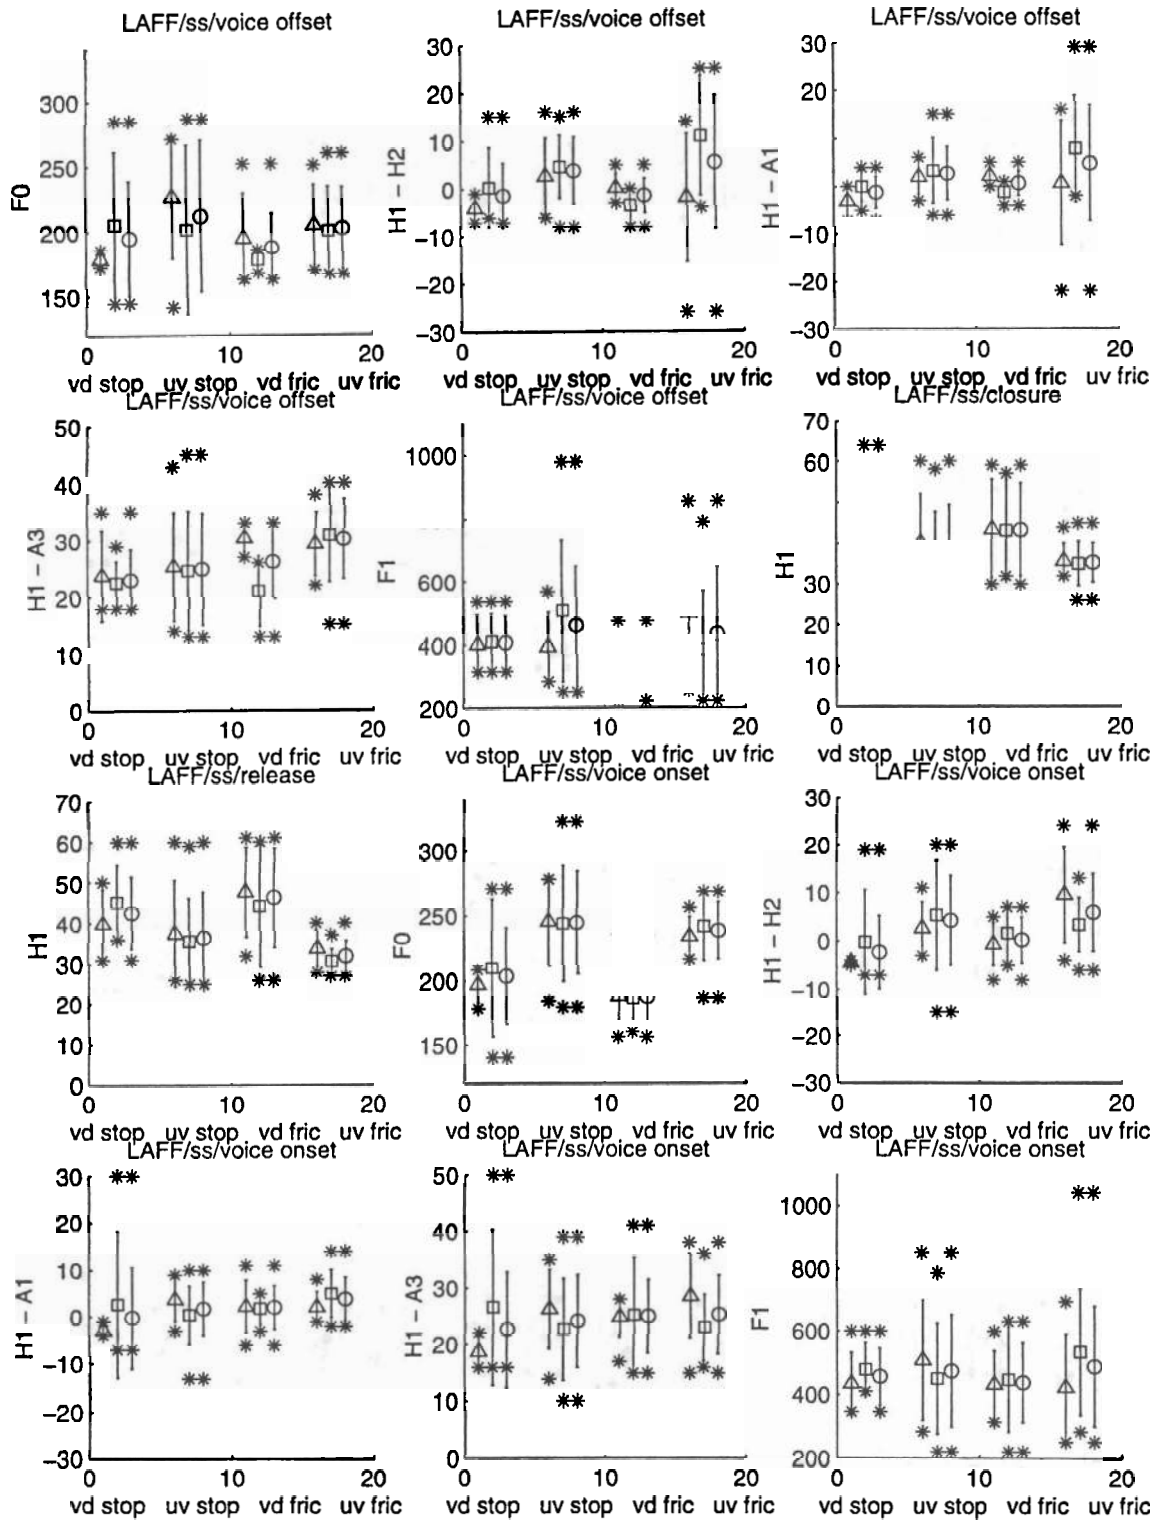 LAFF/ss/voice offset
F0
300
250
200
150
0 10 20
vd stop uv stop vd fric uv fric
LAFF/ss/voice offset
H1 – H2
30
20
10
0
−10
−20
−30
0 10 20
vd stop uv stop vd fric uv fric
LAFF/ss/voice offset
H1 – A1
30
20
−10
−20
−30
0 10 20
vd stop uv stop vd fric uv fric
LAFF/ss/voice offset
H1 – A3
50
40
30
20
10
0
0 10 20
vd stop uv stop vd fric uv fric
LAFF/ss/voice offset
F1
1000
600
400
200
0 10 20
vd stop uv stop vd fric uv fric
LAFF/ss/closure
H1
70
60
30
20
10
0
0 10 20
vd stop uv stop vd fric uv fric
LAFF/ss/release
H1
70
60
50
40
30
20
10
0
0 10 20
vd stop uv stop vd fric uv fric
LAFF/ss/voice onset
F0
300
250
200
150
0 10 20
vd stop uv stop vd fric uv fric
LAFF/ss/voice onset
H1 – H2
30
20
10
0
−10
−20
−30
0 10 20
vd stop uv stop vd fric uv fric
LAFF/ss/voice onset
H1 – A1
30
20
10
0
−10
−20
−30
0 10 20
vd stop uv stop vd fric uv fric
LAFF/ss/voice onset
H1 – A3
50
40
30
20
10
0
0 10 20
vd stop uv stop vd fric uv fric
LAFF/ss/voice onset
F1
1000
800
600
400
200
0 10 20
vd stop uv stop vd fric uv fric